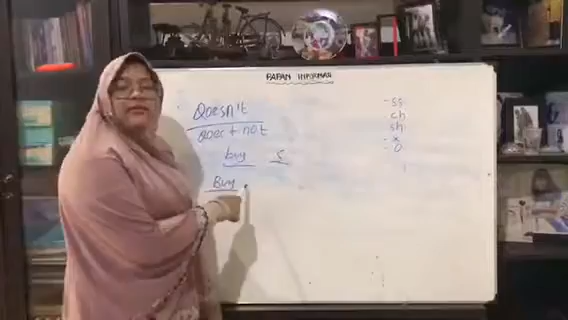 PAPAN INFORMASI
Doesn't
Does + not
buy s
Buy
- ss
ch
sh
- x
- o